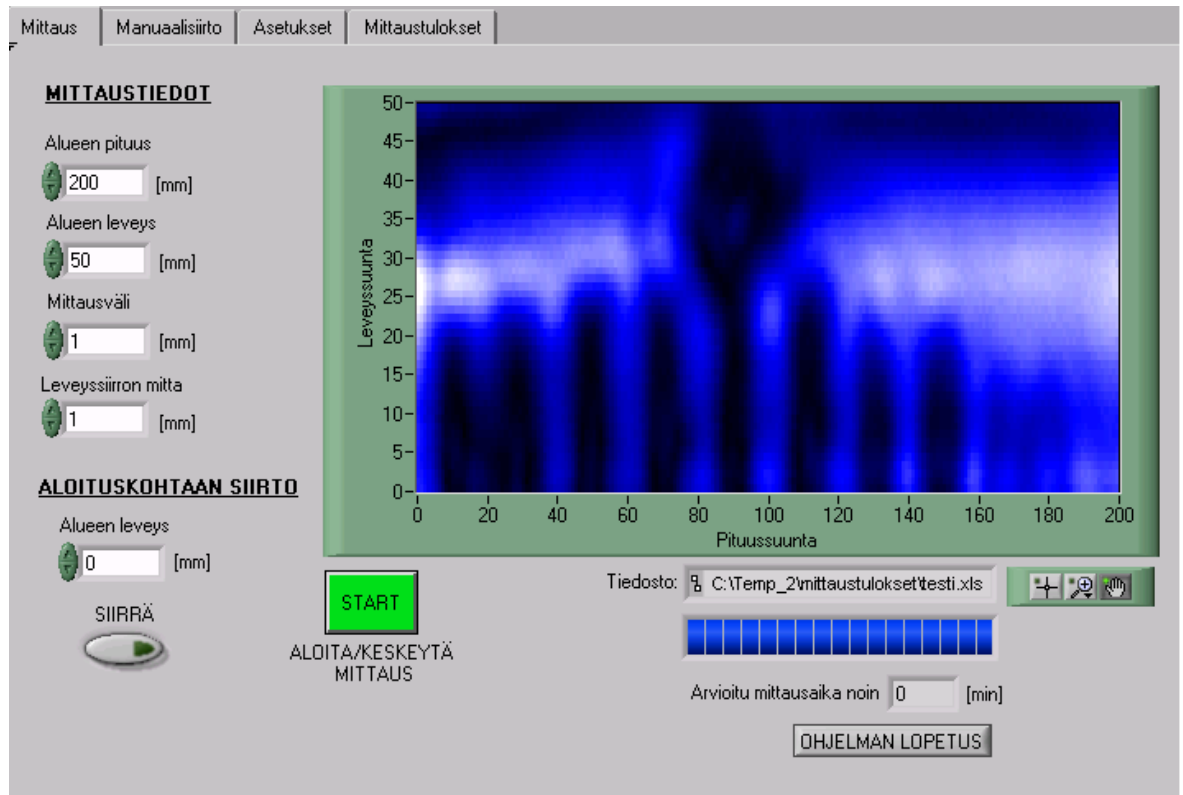 Mittaus Manuaalisiirto Asetukset Mittaustulokset
MITTAUSTIEDOT
Alueen pituus
200 [mm]
Alueen leveys
50 [mm]
Mittausväli
1 [mm]
Leveyssiirron mitta
1 [mm]
ALOITUSKOHTAAN SIIRTO
Alueen leveys
0 [mm]
SIIRRÄ
START
ALOITA/KESKEYTÄ
MITTAUS
Leveyssuunta
50
45
40
35
30
25
20
15
10
5
0
0 20 40 60 80 100 120 140 160 180 200
Pituussuunta
Tiedosto: C:\Temp_2\mittaustulokset\testi.xls
Arvioitu mittausaika noin 0 [min]
OHJELMAN LOPETUS